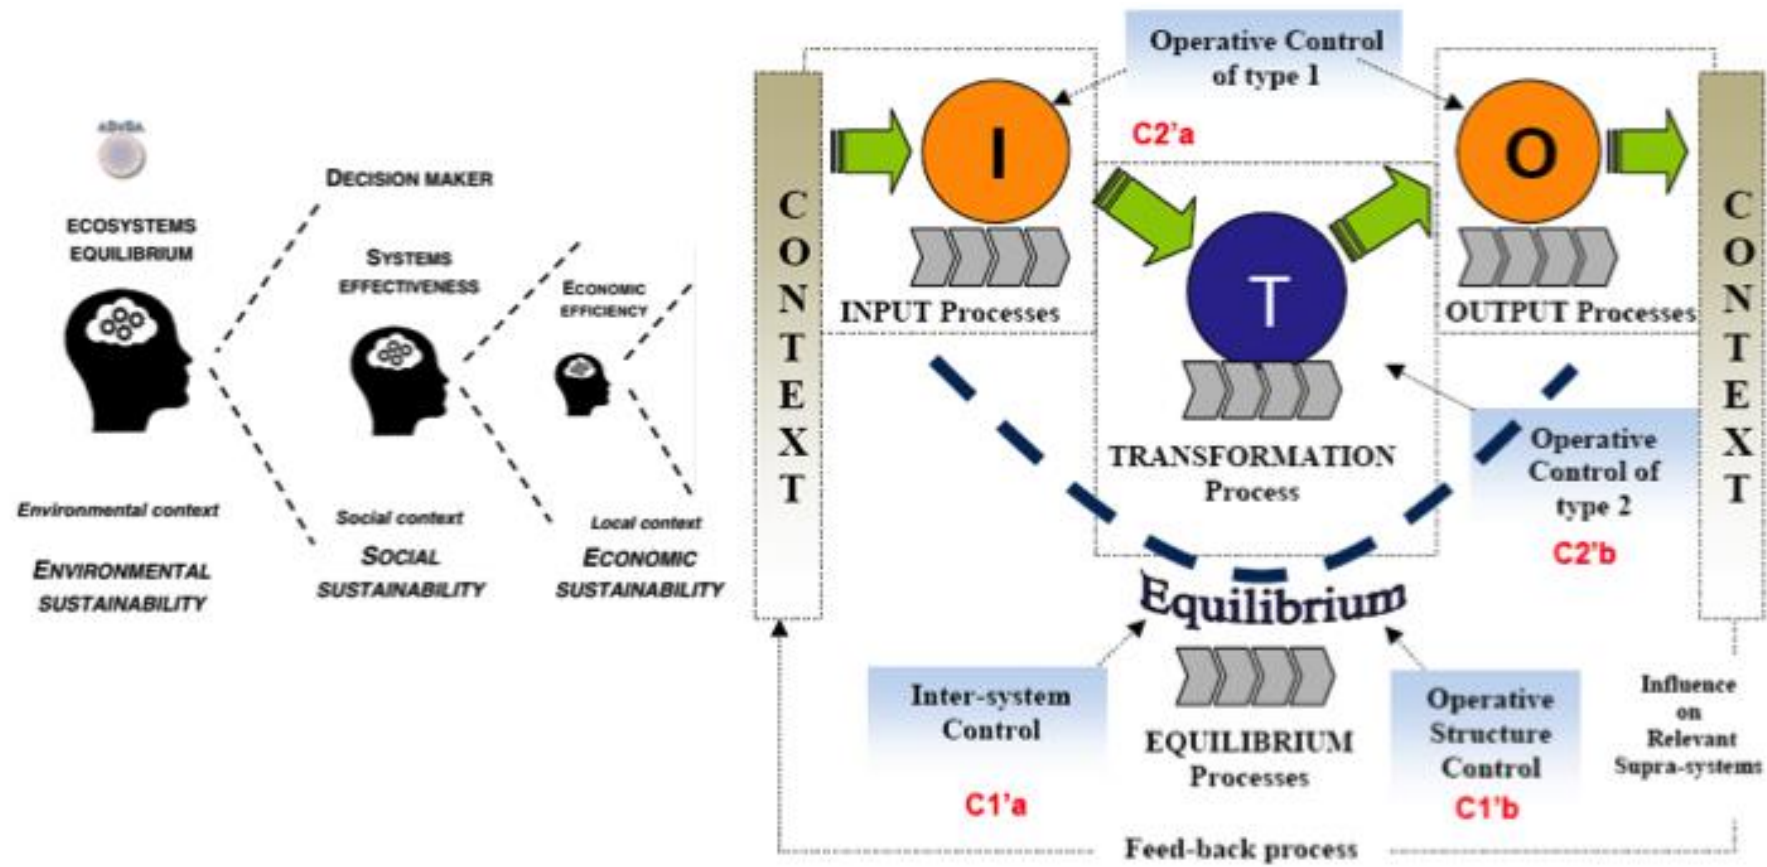 DECISION MAKER
ECOSYSTEMS
EQUILIBRIUM
SYSTEMS
EFFECTIVENESS
ECONOMIC
EFFICIENCY
Environmental context
ENVIRONMENTAL
SUSTAINABILITY
Social context
SOCIAL
SUSTAINABILITY
Local context
ECONOMIC
SUSTAINABILITY
CONTEXT
Operative Control
of type 1
C2'a
I
INPUT Processes
T
TRANSFORMATION
Process
O
OUTPUT Processes
CONTEXT
Operative
Control of
type 2
C2'b
Equilibrium
EQUILIBRIUM
Processes
Inter-system
Control
C1'a
Operative
Structure
Control
C1'b
Influence
on
Relevant
Supra-systems
Feed-back process